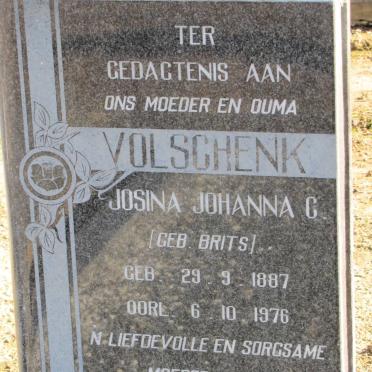 TER
GEDAGTENIS AAN
ONS MOEDER EN OUMA
VOLSCHENK
JOSINA JOHANNA C.
[GEB. BRITS]
GEB. 29. 9. 1887
OORL. 6. 10. 1976
'N LIEFDEVOLLE EN SORGSAME